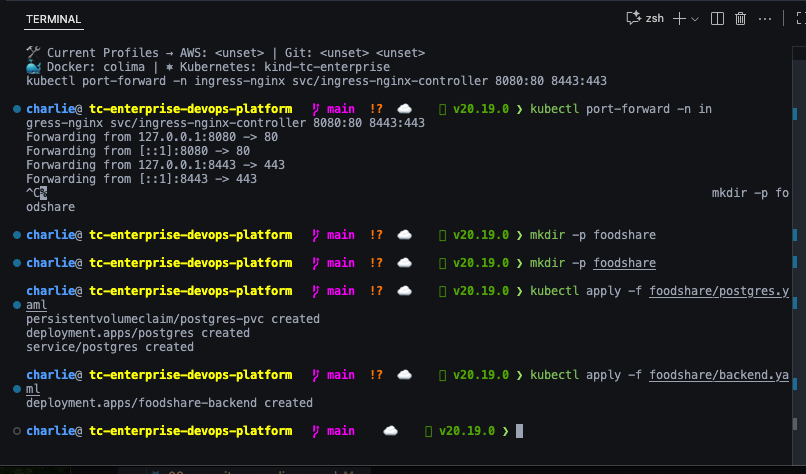 TERMINAL
zsh
🛠 Current Profiles → AWS: <unset> | Git: <unset> <unset>
🐳 Docker: colima | ⎈ Kubernetes: kind-tc-enterprise
kubectl port-forward -n ingress-nginx svc/ingress-nginx-controller 8080:80 8443:443
charlie@ tc-enterprise-devops-platform main !? ☁️ v20.19.0 ❯ kubectl port-forward -n in
gress-nginx svc/ingress-nginx-controller 8080:80 8443:443
Forwarding from 127.0.0.1:8080 -> 80
Forwarding from [::1]:8080 -> 80
Forwarding from 127.0.0.1:8443 -> 443
Forwarding from [::1]:8443 -> 443
^C% mkdir -p fo
odshare
charlie@ tc-enterprise-devops-platform main !? ☁️ v20.19.0 ❯ mkdir -p foodshare
charlie@ tc-enterprise-devops-platform main !? ☁️ v20.19.0 ❯ mkdir -p foodshare
charlie@ tc-enterprise-devops-platform main !? ☁️ v20.19.0 ❯ kubectl apply -f foodshare/postgres.y
aml
persistentvolumeclaim/postgres-pvc created
deployment.apps/postgres created
service/postgres created
charlie@ tc-enterprise-devops-platform main !? ☁️ v20.19.0 ❯ kubectl apply -f foodshare/backend.ya
ml
deployment.apps/foodshare-backend created
charlie@ tc-enterprise-devops-platform main ☁️ v20.19.0 ❯